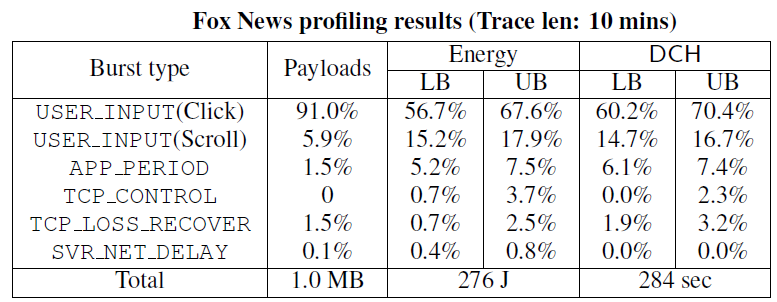 Fox News profiling results (Trace len: 10 mins)
Burst type Payloads Energy DCH
LB UB LB UB
USER_INPUT(Click) 91.0% 56.7% 67.6% 60.2% 70.4%
USER_INPUT(Scroll) 5.9% 15.2% 17.9% 14.7% 16.7%
APP_PERIOD 1.5% 5.2% 7.5% 6.1% 7.4%
TCP_CONTROL 0 0.7% 3.7% 0.0% 2.3%
TCP_LOSS_RECOVER 1.5% 0.7% 2.5% 1.9% 3.2%
SVR_NET_DELAY 0.1% 0.4% 0.8% 0.0% 0.0%
Total 1.0 MB 276 J 284 sec